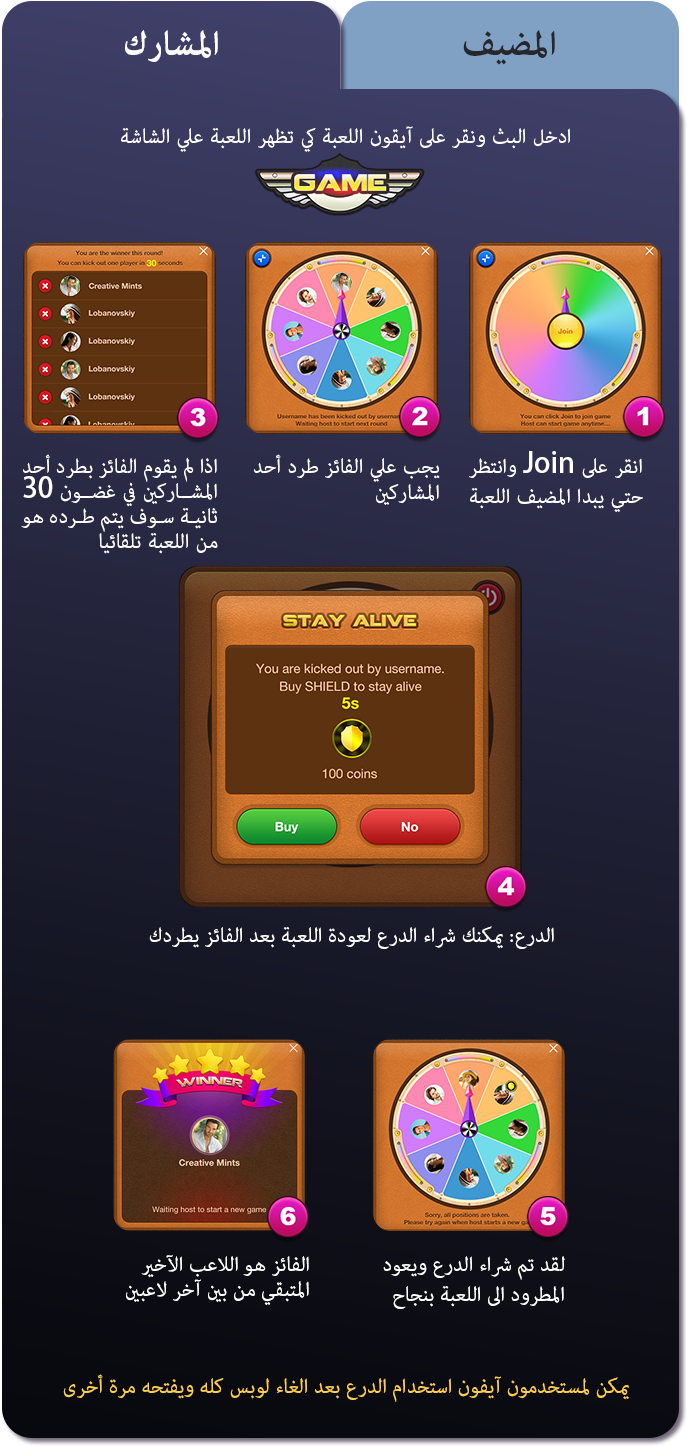 المضيف
المشارك
ادخل البث ونقر على آيقون اللعبة كي تظهر اللعبة علي الشاشة
GAME
Join
You can click Join to join game
Host can start game anytime...
1
انقر على Join وانتظر
حتي يبدا المضيف اللعبة
Username has been kicked out by userna
Waiting host to start next round
2
يجب علي الفائز طرد أحد
المشاركين
You are the winner this round!
You can kick out one player in 30 seconds
Creative Mints
Lobanovskiy
Lobanovskiy
Lobanovskiy
Lobanovskiy
Lobanovskiy
3
اذا لم يقوم الفائز بطرد أحد
المشـاركين في غضـون 30
ثانيـة سـوف يتم طـرده هو
من اللعبة تلقائيا
STAY ALIVE
You are kicked out by username.
Buy SHIELD to stay alive
5s
100 coins
Buy
No
4
الدرع: يمكنك شراء الدرع لعودة اللعبة بعد الفائز يطردك
Sorry, all positions are taken.
Please try again when host starts a new ga
5
لقد تم شراء الدرع ويعود
المطرود الى اللعبة بنجاح
WINNER
Creative Mints
Waiting host to start a new game
6
الفائز هو اللاعب الآخير
المتبقي من بين آخر لاعبين
يمكن لمستخدمون آيفون استخدام الدرع بعد الغاء لوبس كله ويفتحه مرة أخرى